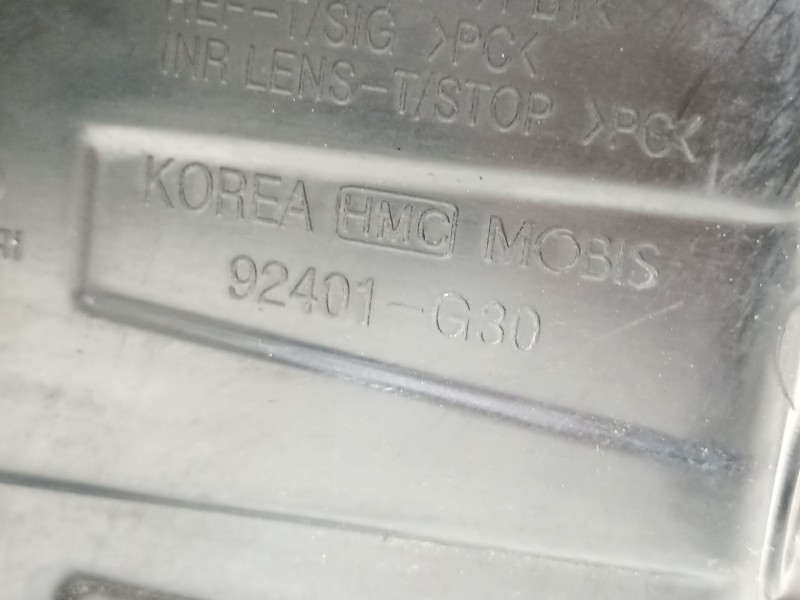 REF-T/SIG >PC<
INR LENS-T/STOP >PC<
KOREA HMC MOBIS
92401-G30